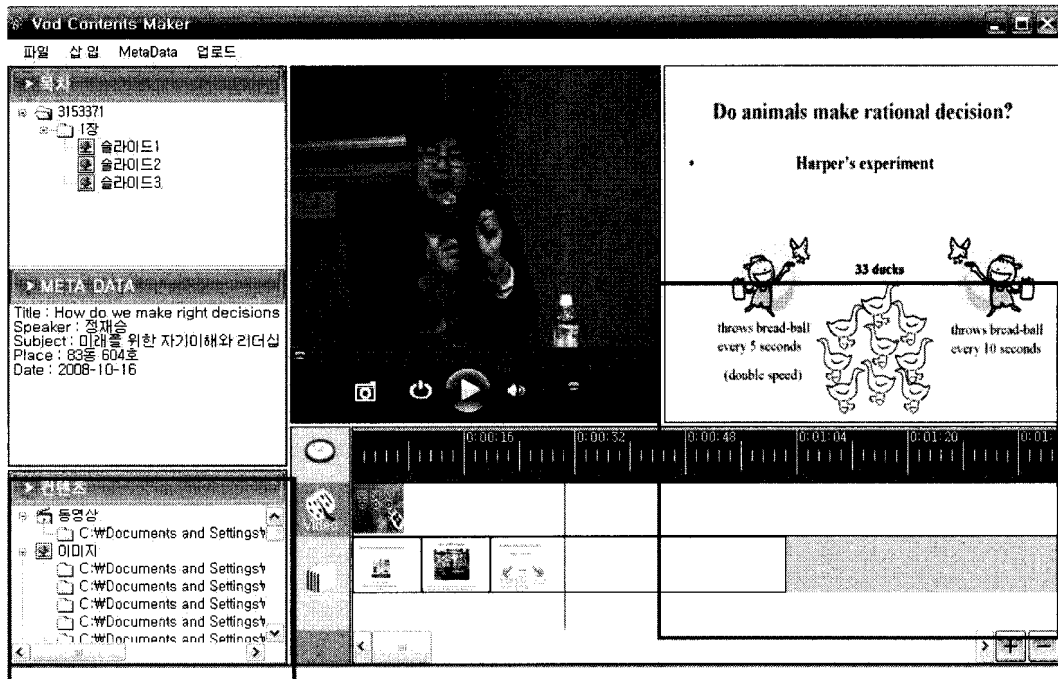 Vod Contents Maker
파일 삽입 MetaData 업로드
목차
3153371
1장
슬라이드1
슬라이드2
슬라이드3
META DATA
Title : How do we make right decisions
Speaker : 정재승
Subject : 미래를 위한 자기이해와 리더십
Place : 83동 604호
Date : 2008-10-16
컨텐츠
동영상
C:₩Documents and Settings₩
이미지
C:₩Documents and Settings₩
C:₩Documents and Settings₩
C:₩Documents and Settings₩
C:₩Documents and Settings₩
C:₩Documents and Settings₩
Do animals make rational decision?
• Harper's experiment
33 ducks
throws bread-ball
every 5 seconds
(double speed)
throws bread-ball
every 10 seconds
0:00:16 0:00:32 0:00:48 0:01:04 0:01:20 0:01: